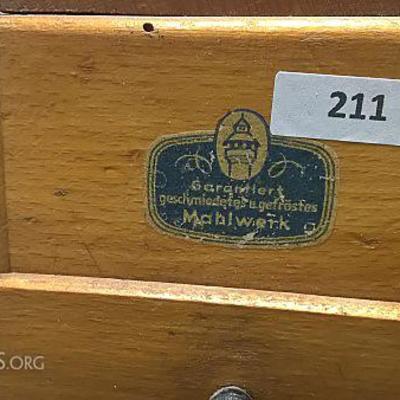 211
Garantiert
geschmiedetes u. gefrästes
Mahlwerk
S.ORG